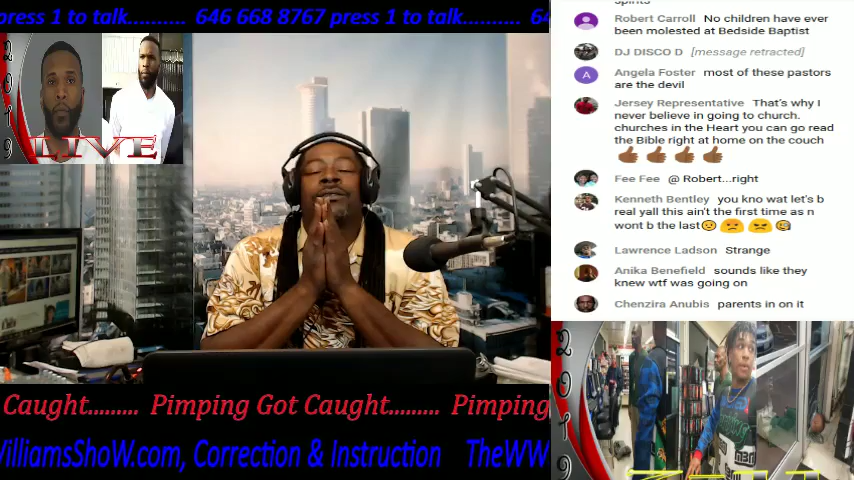 press 1 to talk.......... 646 668 8767 press 1 to talk.......... 64
2019
LIVE
spirits
Robert Carroll No children have ever
been molested at Bedside Baptist
DJ DISCO D [message retracted]
A Angela Foster most of these pastors
are the devil
Jersey Representative That's why I
never believe in going to church.
churches in the Heart you can go read
the Bible right at home on the couch
Fee Fee @ Robert...right
Kenneth Bentley you kno wat let's b
real yall this ain't the first time as n
wont b the last
Lawrence Ladson Strange
Anika Benefield sounds like they
knew wtf was going on
Chenzira Anubis parents in on it
2019
Caught......... Pimping Got Caught......... Pimping
WilliamsShoW.com, Correction & Instruction TheWW